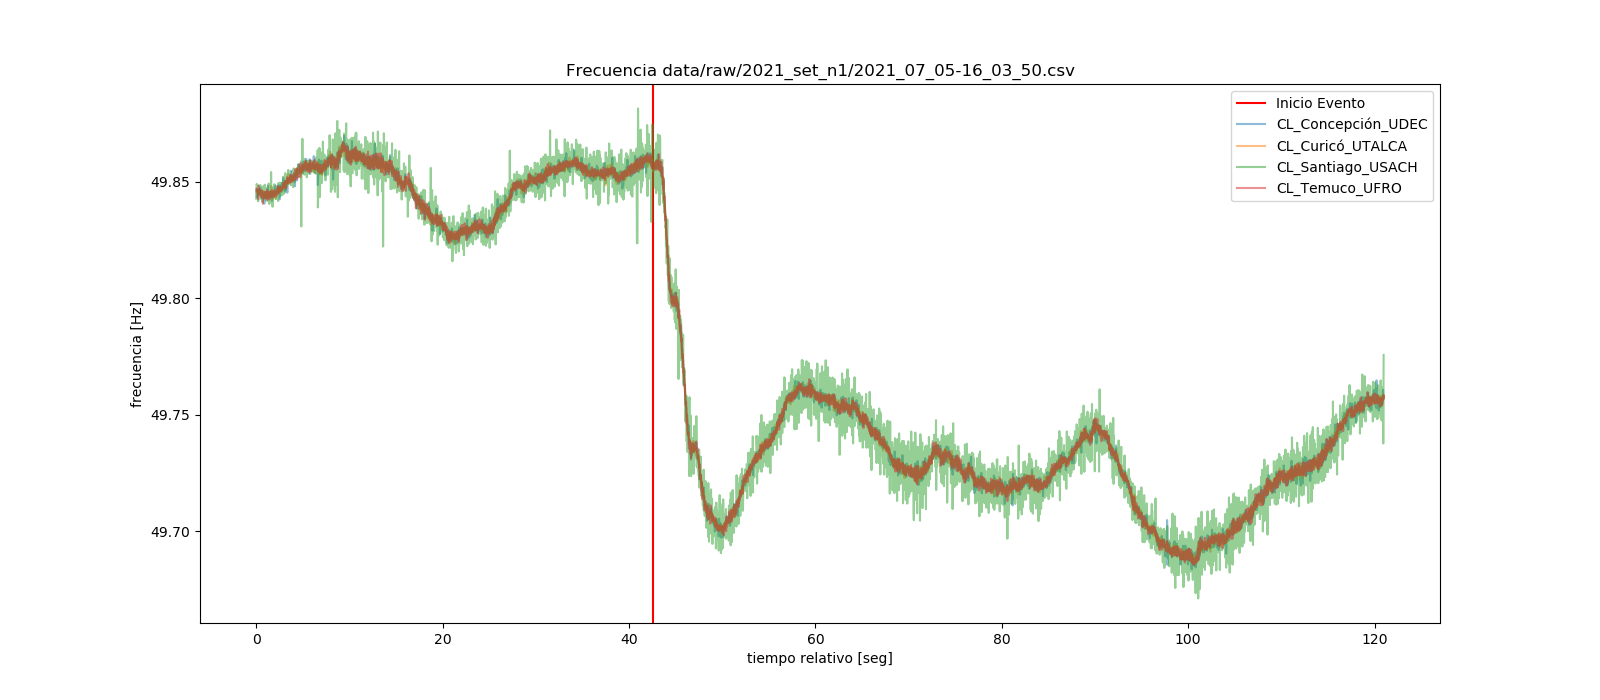 Frecuencia data/raw/2021_set_n1/2021_07_05-16_03_50.csv
Inicio Evento
CL_Concepción_UDEC
CL_Curicó_UTALCA
CL_Santiago_USACH
CL_Temuco_UFRO
frecuencia [Hz]
49.85
49.80
49.75
49.70
0 20 40 60 80 100 120
tiempo relativo [seg]